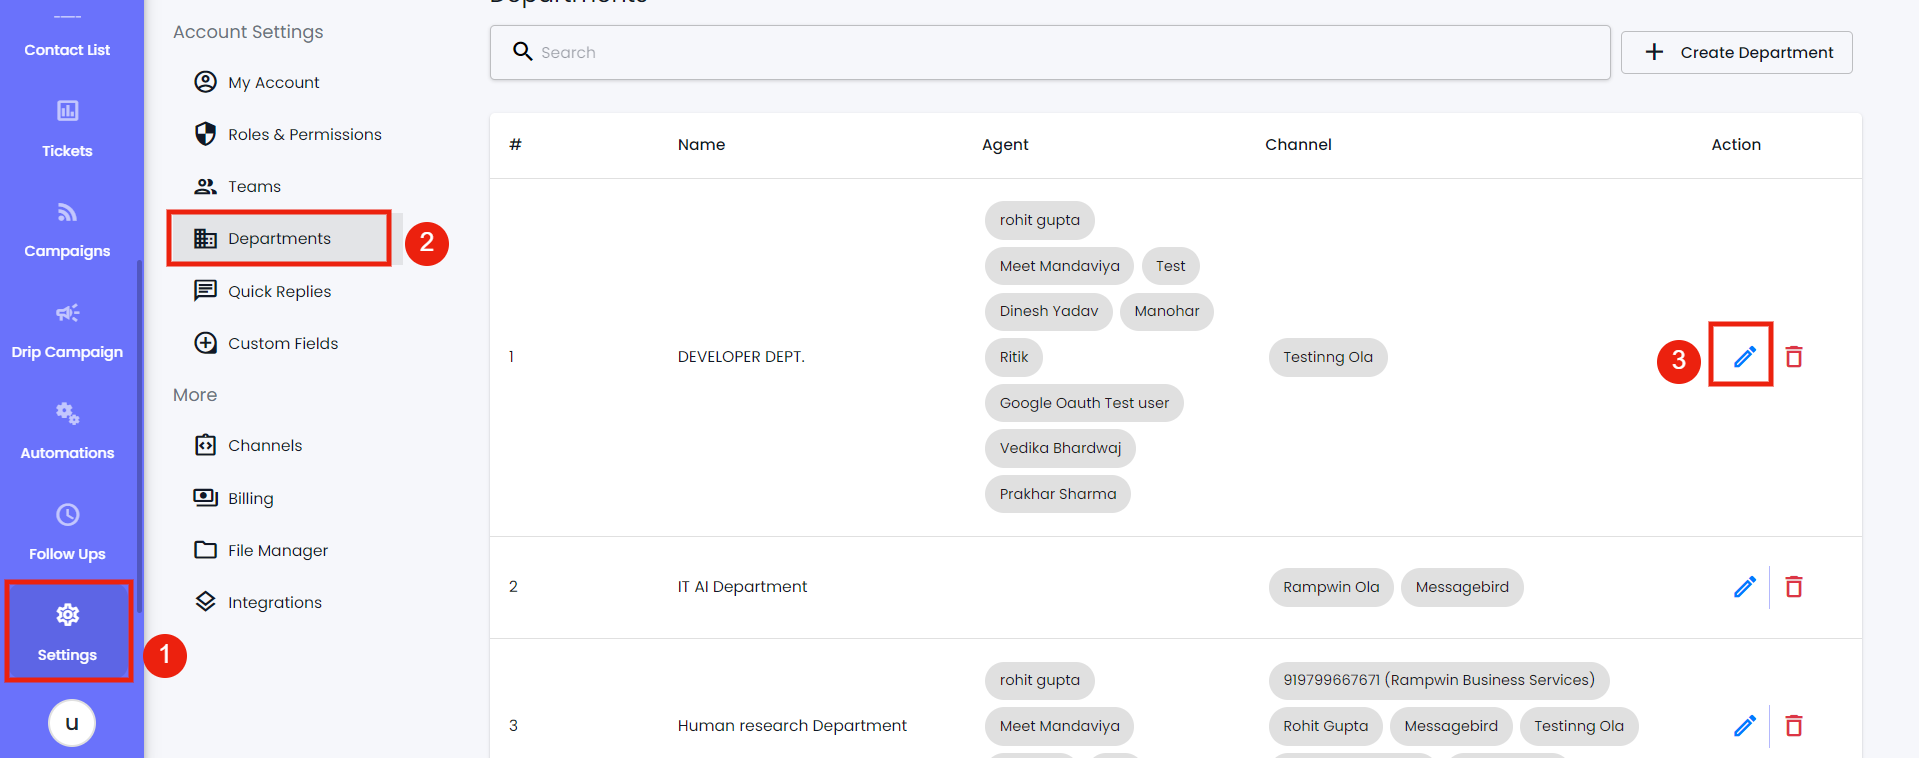 Departments
Contact List
Tickets
Campaigns
Drip Campaign
Automations
Follow Ups
Settings
1
u
Account Settings
My Account
Roles & Permissions
Teams
Departments
2
Quick Replies
Custom Fields
More
Channels
Billing
File Manager
Integrations
Search
Create Department
# Name Agent Channel Action
rohit gupta
Meet Mandaviya Test
Dinesh Yadav Manohar
1 DEVELOPER DEPT. Ritik Testinng Ola 3
Google Oauth Test user
Vedika Bhardwaj
Prakhar Sharma
2 IT AI Department Rampwin Ola Messagebird
rohit gupta 919799667671 (Rampwin Business Services)
3 Human research Department Meet Mandaviya Rohit Gupta Messagebird Testinng Ola